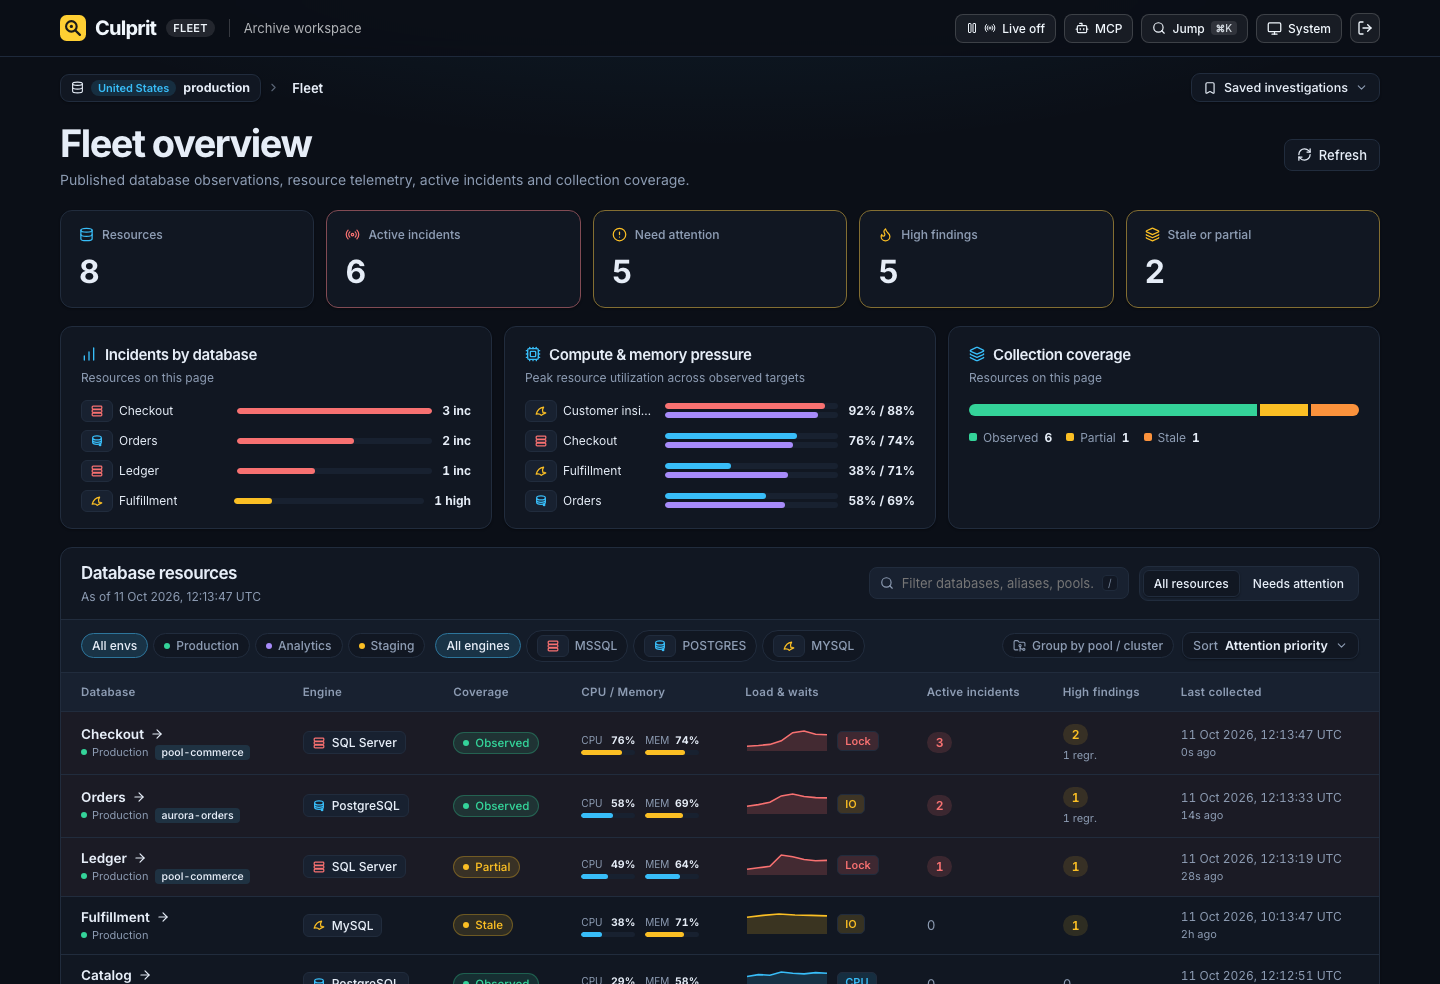 Culprit FLEET Archive workspace Live off MCP Jump ⌘K System
United States production Fleet Saved investigations
Fleet overview
Refresh
Published database observations, resource telemetry, active incidents and collection coverage.
Resources
8
Active incidents
6
Need attention
5
High findings
5
Stale or partial
2
Incidents by database
Resources on this page
Checkout 3 inc
Orders 2 inc
Ledger 1 inc
Fulfillment 1 high
Compute & memory pressure
Peak resource utilization across observed targets
Customer insi... 92% / 88%
Checkout 76% / 74%
Fulfillment 38% / 71%
Orders 58% / 69%
Collection coverage
Resources on this page
Observed 6 Partial 1 Stale 1
Database resources
As of 11 Oct 2026, 12:13:47 UTC
Filter databases, aliases, pools. / All resources Needs attention
All envs Production Analytics Staging All engines MSSQL POSTGRES MYSQL Group by pool / cluster Sort Attention priority
Database Engine Coverage CPU / Memory Load & waits Active incidents High findings Last collected
Checkout → SQL Server Observed CPU 76% MEM 74% Lock 3 2 11 Oct 2026, 12:13:47 UTC
Production pool-commerce 1 regr. 0s ago
Orders → PostgreSQL Observed CPU 58% MEM 69% IO 2 1 11 Oct 2026, 12:13:33 UTC
Production aurora-orders 1 regr. 14s ago
Ledger → SQL Server Partial CPU 49% MEM 64% Lock 1 1 11 Oct 2026, 12:13:19 UTC
Production pool-commerce 28s ago
Fulfillment → MySQL Stale CPU 38% MEM 71% IO 0 1 11 Oct 2026, 10:13:47 UTC
Production 2h ago
Catalog → PostgreSQL Observed CPU 29% MEM 58% CPU 0 0 11 Oct 2026, 12:12:51 UTC